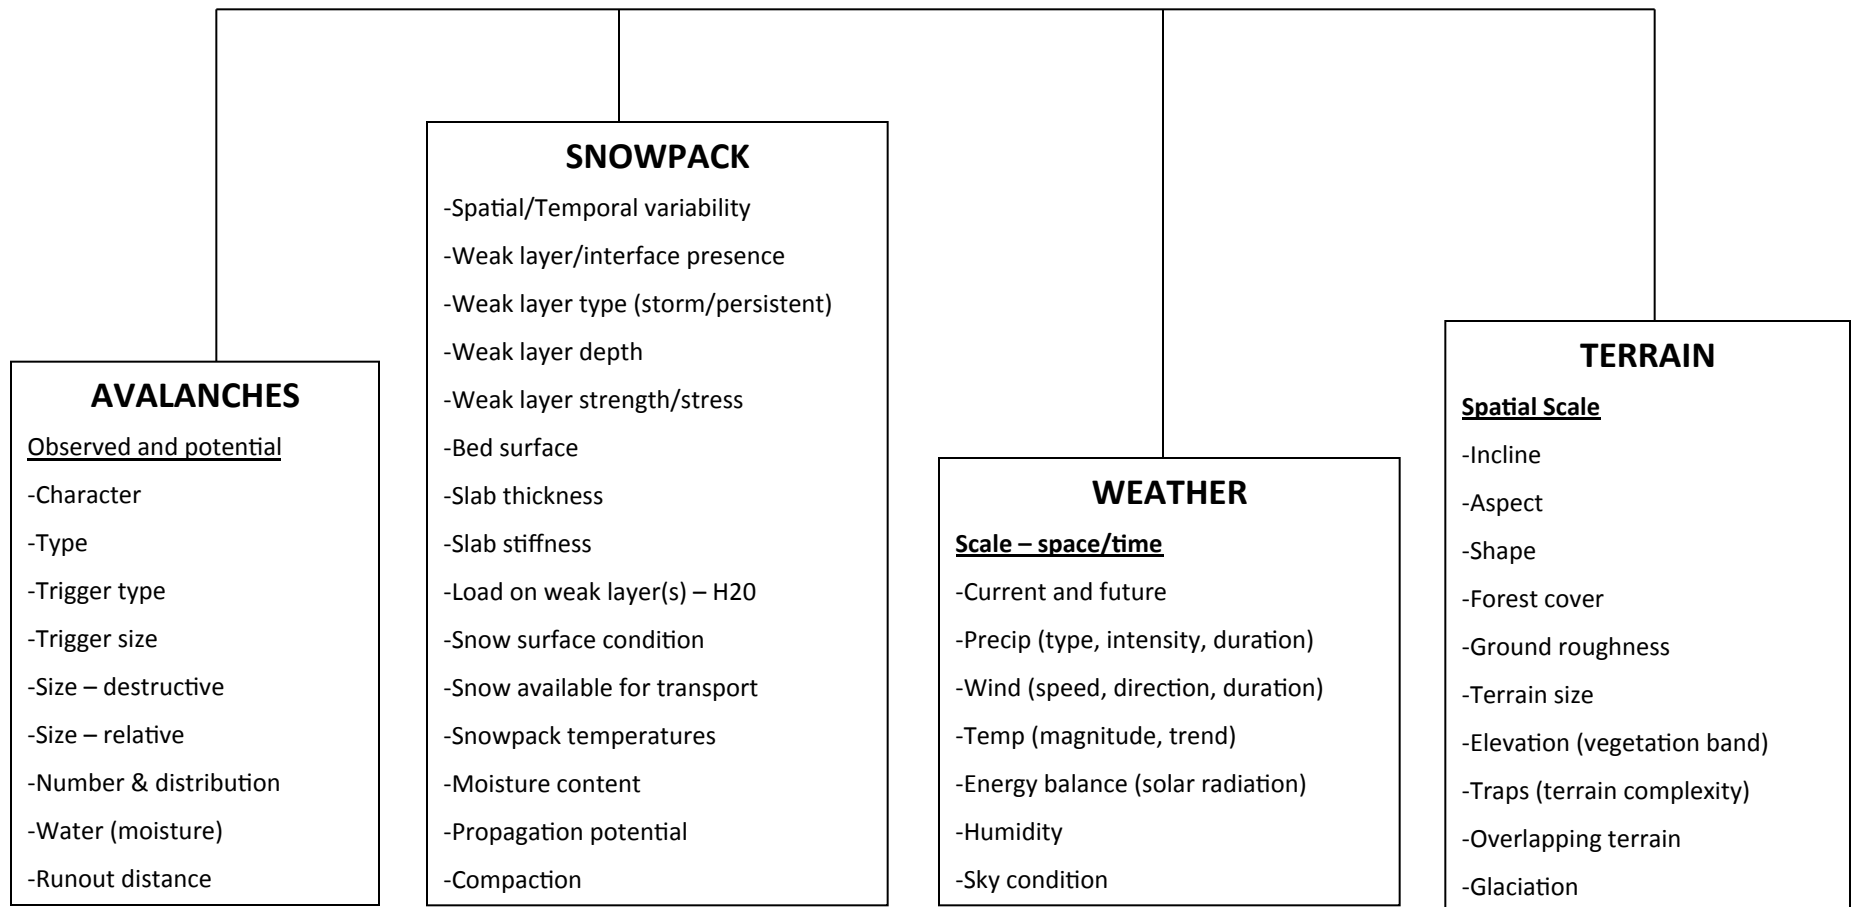 AVALANCHES
Observed and potential
-Character
-Type
-Trigger type
-Trigger size
-Size – destructive
-Size – relative
-Number & distribution
-Water (moisture)
-Runout distance
SNOWPACK
-Spatial/Temporal variability
-Weak layer/interface presence
-Weak layer type (storm/persistent)
-Weak layer depth
-Weak layer strength/stress
-Bed surface
-Slab thickness
-Slab stiffness
-Load on weak layer(s) – H20
-Snow surface condition
-Snow available for transport
-Snowpack temperatures
-Moisture content
-Propagation potential
-Compaction
WEATHER
Scale – space/time
-Current and future
-Precip (type, intensity, duration)
-Wind (speed, direction, duration)
-Temp (magnitude, trend)
-Energy balance (solar radiation)
-Humidity
-Sky condition
TERRAIN
Spatial Scale
-Incline
-Aspect
-Shape
-Forest cover
-Ground roughness
-Terrain size
-Elevation (vegetation band)
-Traps (terrain complexity)
-Overlapping terrain
-Glaciation